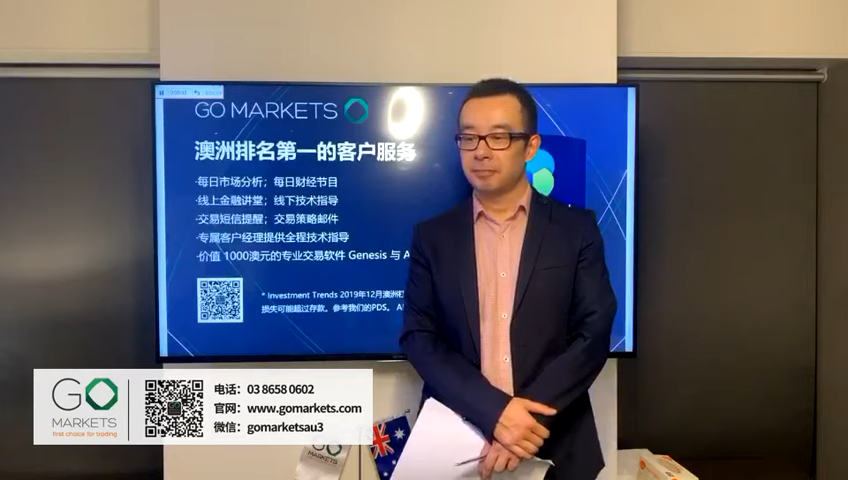 GO MARKETS
澳洲排名第一的客户服务
·每日市场分析；每日财经节目
·线上金融讲堂；线下技术指导
·交易短信提醒；交易策略邮件
·专属客户经理提供全程技术指导
·价值 1000澳元的专业交易软件 Genesis 与 A
* Investment Trends 2019年12月澳洲
损失可能超过存款。参考我们的PDS。 A
GO
MARKETS
first choice for trading
电话：03 8658 0602
官网：www.gomarkets.com
微信：gomarketsau3
GO
MARKETS